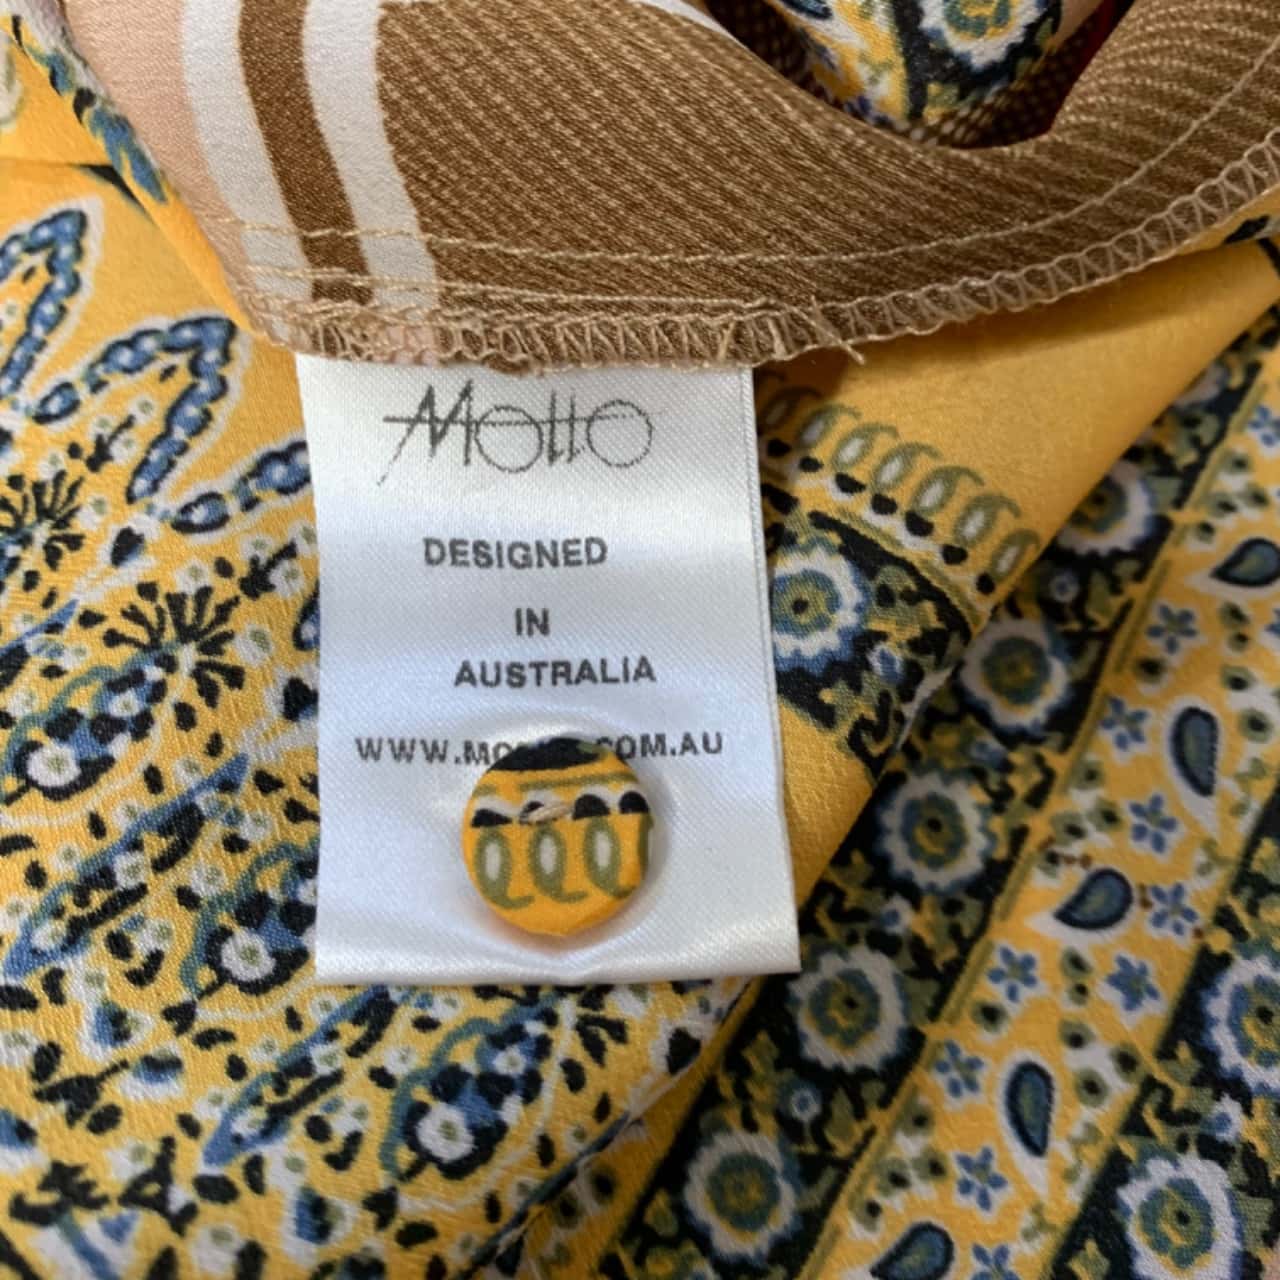 Motto
DESIGNED
IN
AUSTRALIA
WWW.MO COM.AU